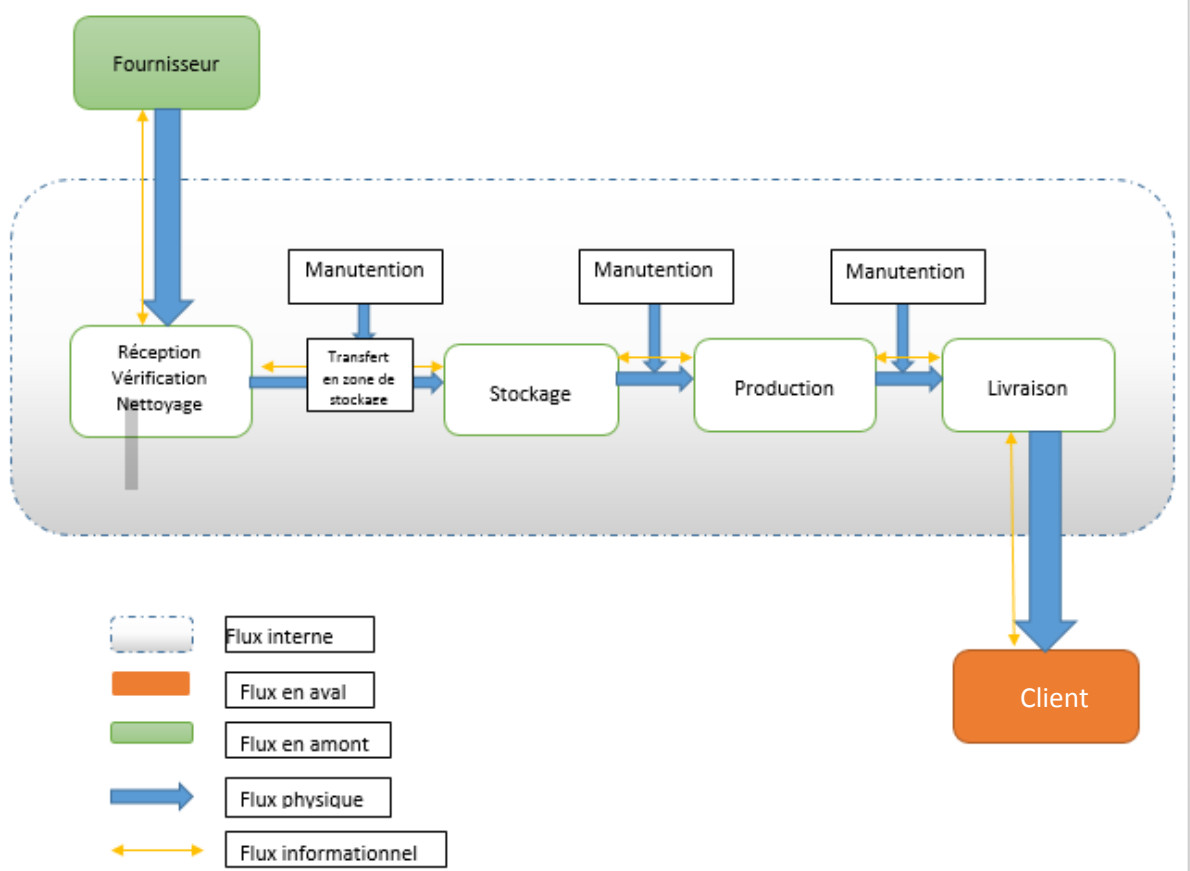 Fournisseur
Manutention
Manutention
Manutention
Réception
Vérification
Nettoyage
Transfert
en zone de
stockage
Stockage
Production
Livraison
Flux interne
Flux en aval
Flux en amont
Flux physique
Flux informationnel
Client